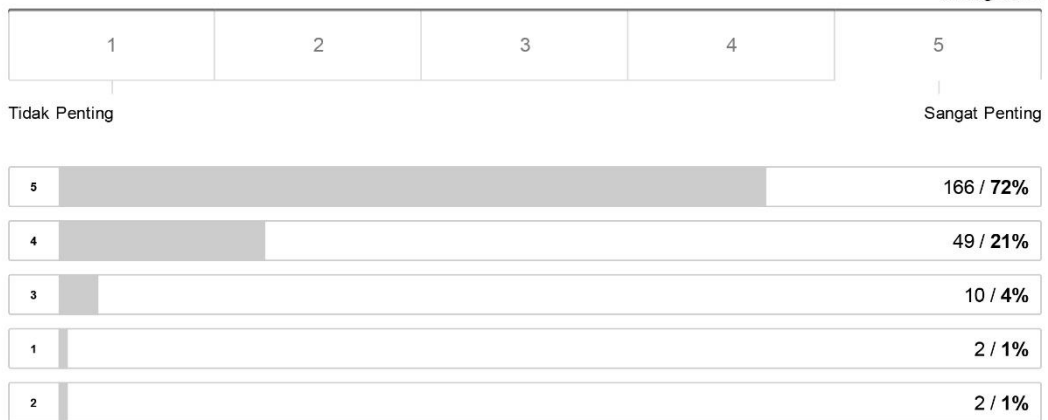 1 2 3 4 5
Tidak Penting Sangat Penting
5 166 / 72%
4 49 / 21%
3 10 / 4%
1 2 / 1%
2 2 / 1%